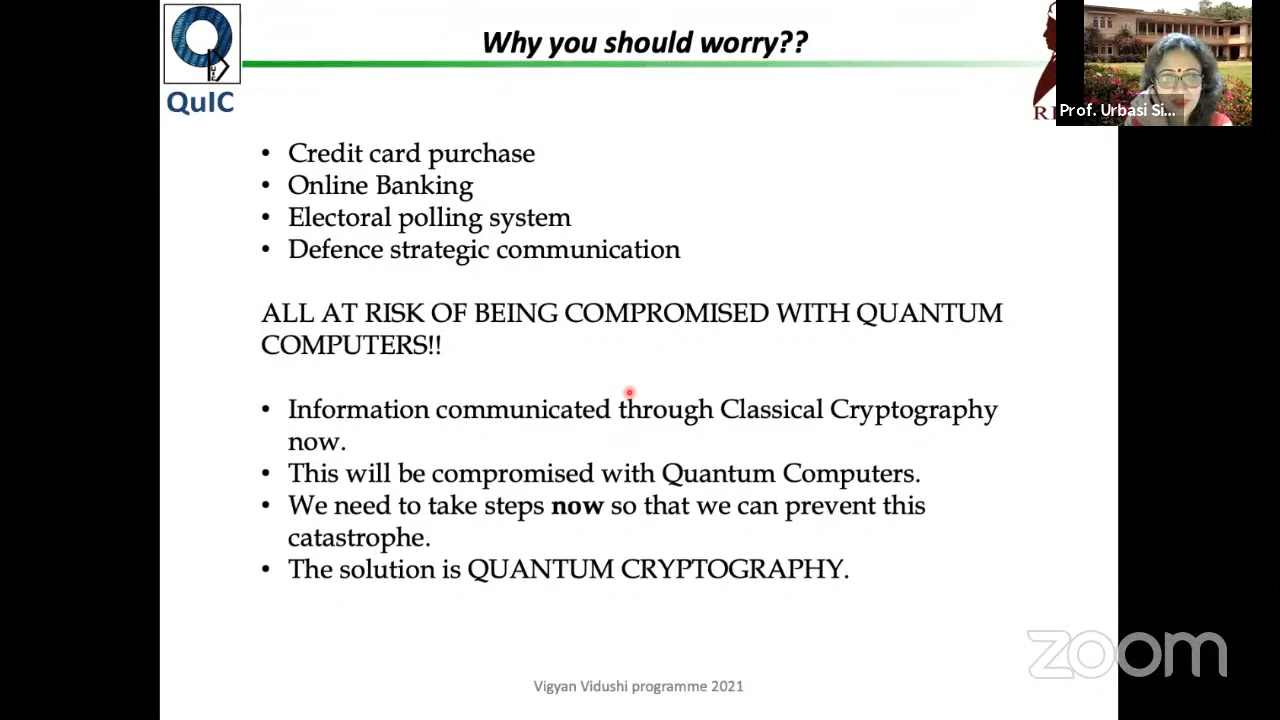 Why you should worry??
QuIC
R
Prof. Urbasi Si...
• Credit card purchase
• Online Banking
• Electoral polling system
• Defence strategic communication
ALL AT RISK OF BEING COMPROMISED WITH QUANTUM
COMPUTERS!!
• Information communicated through Classical Cryptography
now.
• This will be compromised with Quantum Computers.
• We need to take steps now so that we can prevent this
catastrophe.
• The solution is QUANTUM CRYPTOGRAPHY.
zoom
Vigyan Vidushi programme 2021